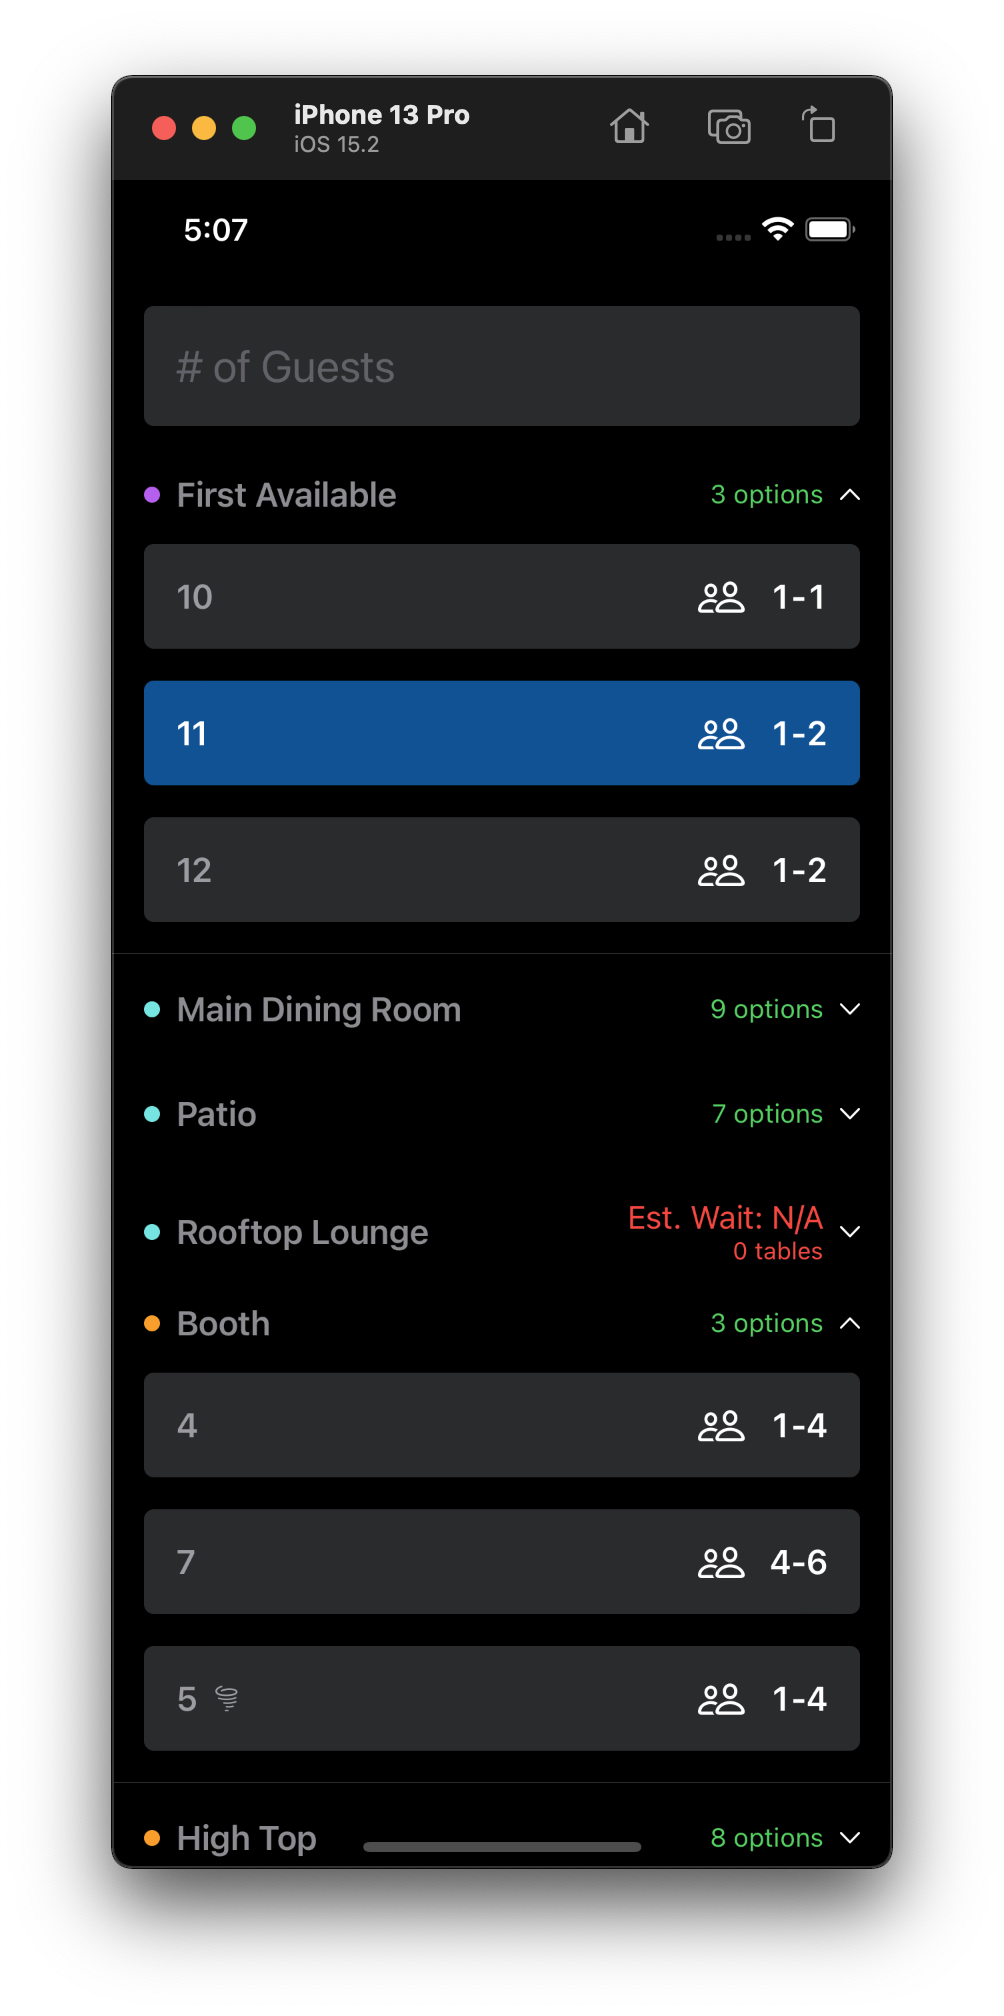 iPhone 13 Pro
iOS 15.2
5:07
# of Guests
First Available 3 options
10 1-1
11 1-2
12 1-2
Main Dining Room 9 options
Patio 7 options
Rooftop Lounge Est. Wait: N/A
0 tables
Booth 3 options
4 1-4
7 4-6
5 1-4
High Top 8 options